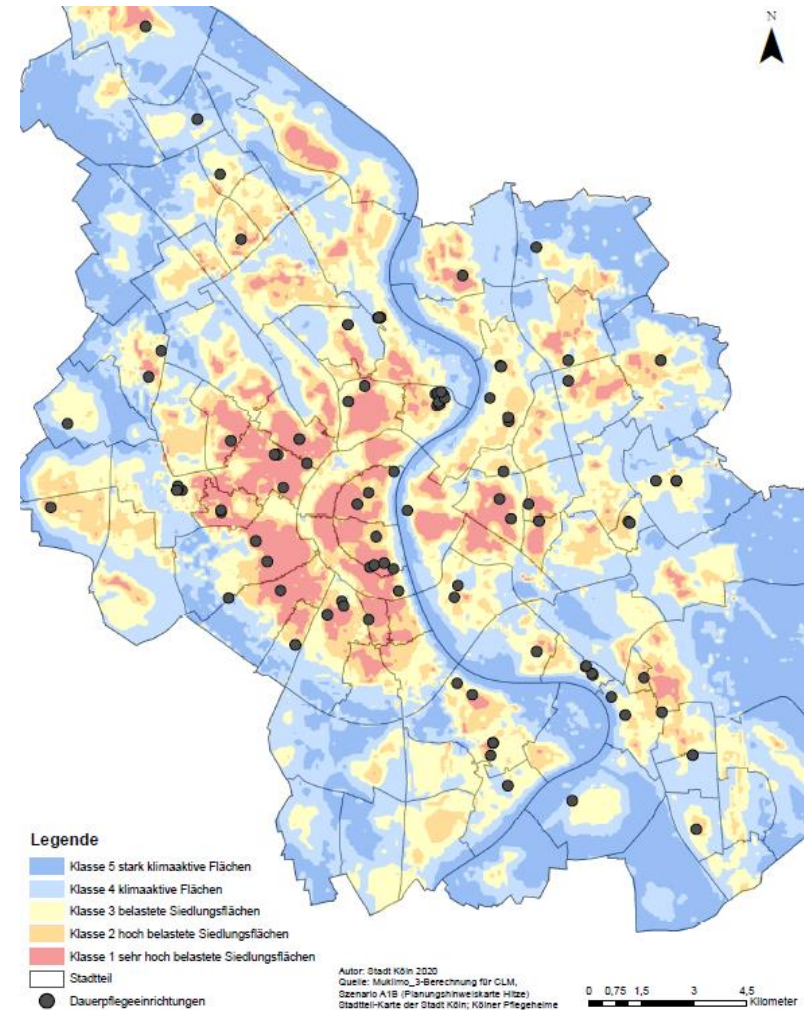 N
Legende
Klasse 5 stark klimaaktive Flächen
Klasse 4 klimaaktive Flächen
Klasse 3 belastete Siedlungsflächen
Klasse 2 hoch belastete Siedlungsflächen
Klasse 1 sehr hoch belastete Siedlungsflächen
Stadtteil
Dauerpflegeeinrichtungen
Autor: Stadt Köln 2020
Quelle: Muklimo_3-Berechnung für CLM,
Szenario A1B (Planungshinweiskarte Hitze)
Stadtteil-Karte der Stadt Köln; Kölner Pflegeheime
0 0,75 1,5 3 4,5
Kilometer